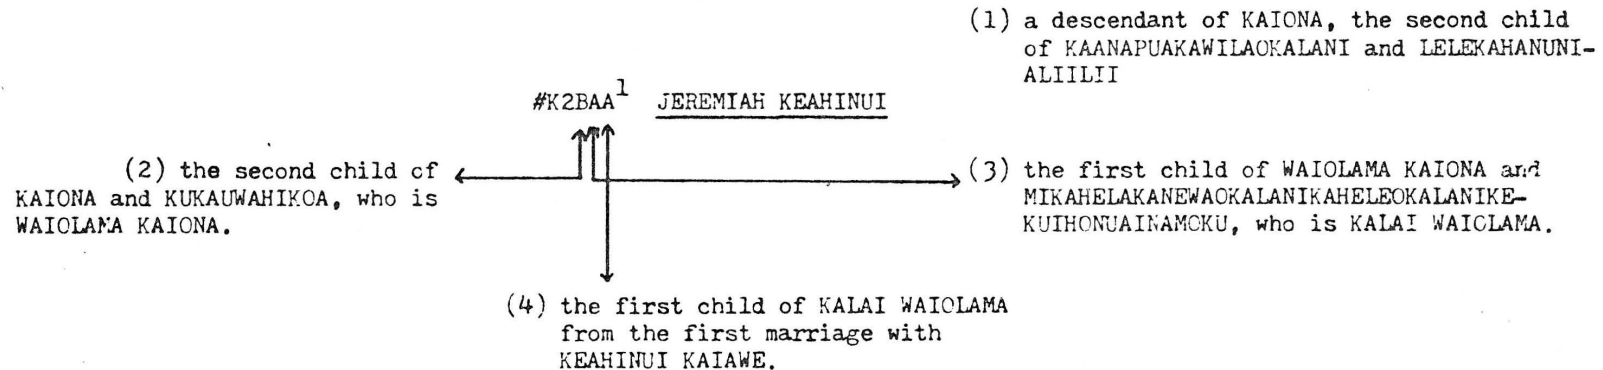 (1) a descendant of KAIONA, the second child
of KAANAPUAKAWILAOKALANI and LELEKAHANUNI-
ALIILII
#K2BAA1 JEREMIAH KEAHINUI
(2) the second child of
KAIONA and KUKAUWAHIKOA, who is
WAIOLAMA KAIONA.
(3) the first child of WAIOLAMA KAIONA and
MIKAHELAKANEWAOKALANIKAHELEOKALANIKE-
KUIHONUAINAMOKU, who is KALAI WAIOLAMA.
(4) the first child of KALAI WAIOLAMA
from the first marriage with
KEAHINUI KAIAWE.